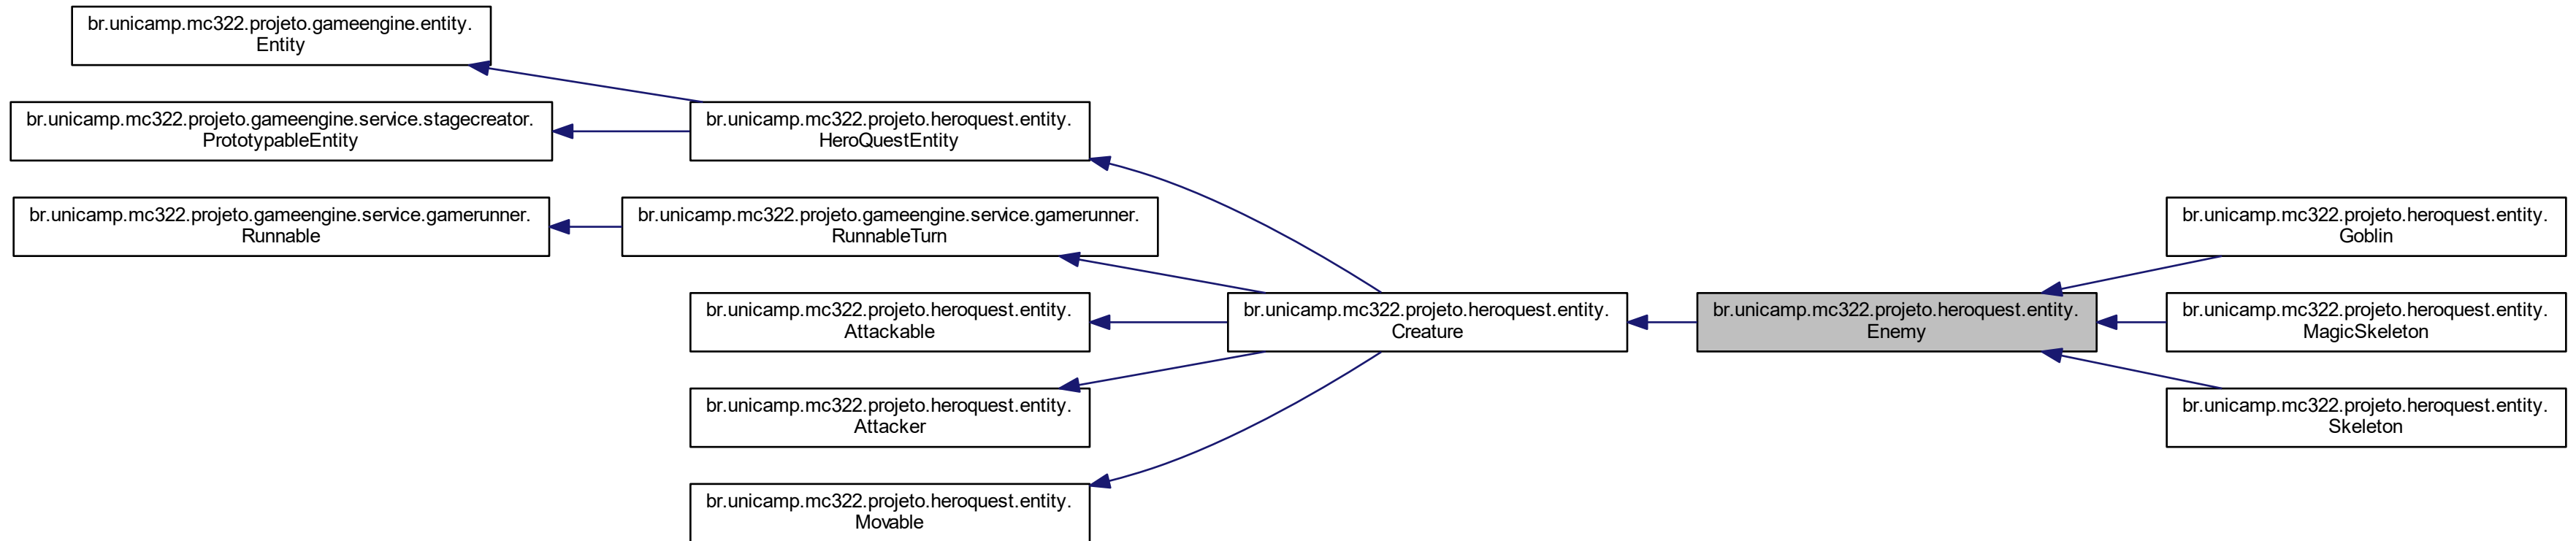 br.unicamp.mc322.projeto.gameengine.entity.
Entity
br.unicamp.mc322.projeto.gameengine.service.stagecreator.
PrototypableEntity
br.unicamp.mc322.projeto.gameengine.service.gamerunner.
Runnable
br.unicamp.mc322.projeto.heroquest.entity.
HeroQuestEntity
br.unicamp.mc322.projeto.gameengine.service.gamerunner.
RunnableTurn
br.unicamp.mc322.projeto.heroquest.entity.
Attackable
br.unicamp.mc322.projeto.heroquest.entity.
Attacker
br.unicamp.mc322.projeto.heroquest.entity.
Movable
br.unicamp.mc322.projeto.heroquest.entity.
Creature
br.unicamp.mc322.projeto.heroquest.entity.
Enemy
br.unicamp.mc322.projeto.heroquest.entity.
Goblin
br.unicamp.mc322.projeto.heroquest.entity.
MagicSkeleton
br.unicamp.mc322.projeto.heroquest.entity.
Skeleton